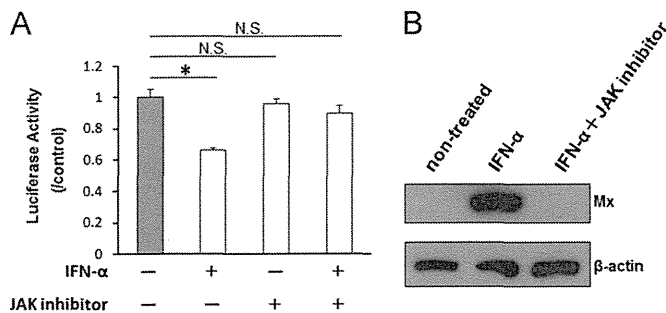 A
N.S.
N.S.
*
Luciferase Activity
(/control)
1.2
1
0.8
0.6
0.4
0.2
0
IFN-α − + − +
JAK inhibitor − − + +
B
non-treated
IFN-α
IFN-α+JAK inhibitor
Mx
β-actin